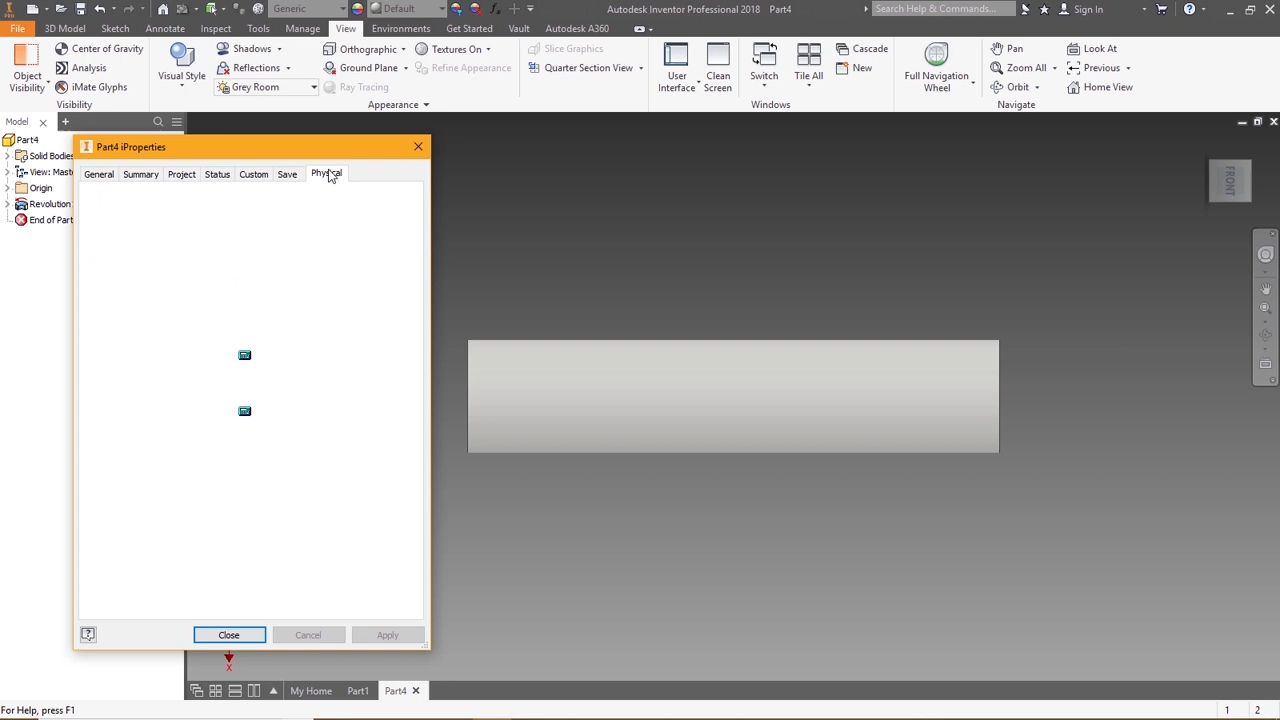 Generic Default Autodesk Inventor Professional 2018 Part4 Search Help & Commands... Sign In
File 3D Model Sketch Annotate Inspect Tools Manage View Environments Get Started Vault Autodesk A360
Object Visibility
Center of Gravity
Analysis
iMate Glyphs
Visibility
Visual Style
Shadows
Reflections
Grey Room
Orthographic
Ground Plane
Ray Tracing
Textures On
Refine Appearance
Appearance
Slice Graphics
Quarter Section View
User Interface
Clean Screen
Switch
Tile All
Cascade
New
Windows
Full Navigation Wheel
Pan
Zoom All
Orbit
Look At
Previous
Home View
Navigate
Model
Part4
Solid Bodies
View: Mast
Origin
Revolution
End of Part
Part4 iProperties
General Summary Project Status Custom Save Physical
Close Cancel Apply
FRONT
X
My Home Part1 Part4
For Help, press F1 1 2